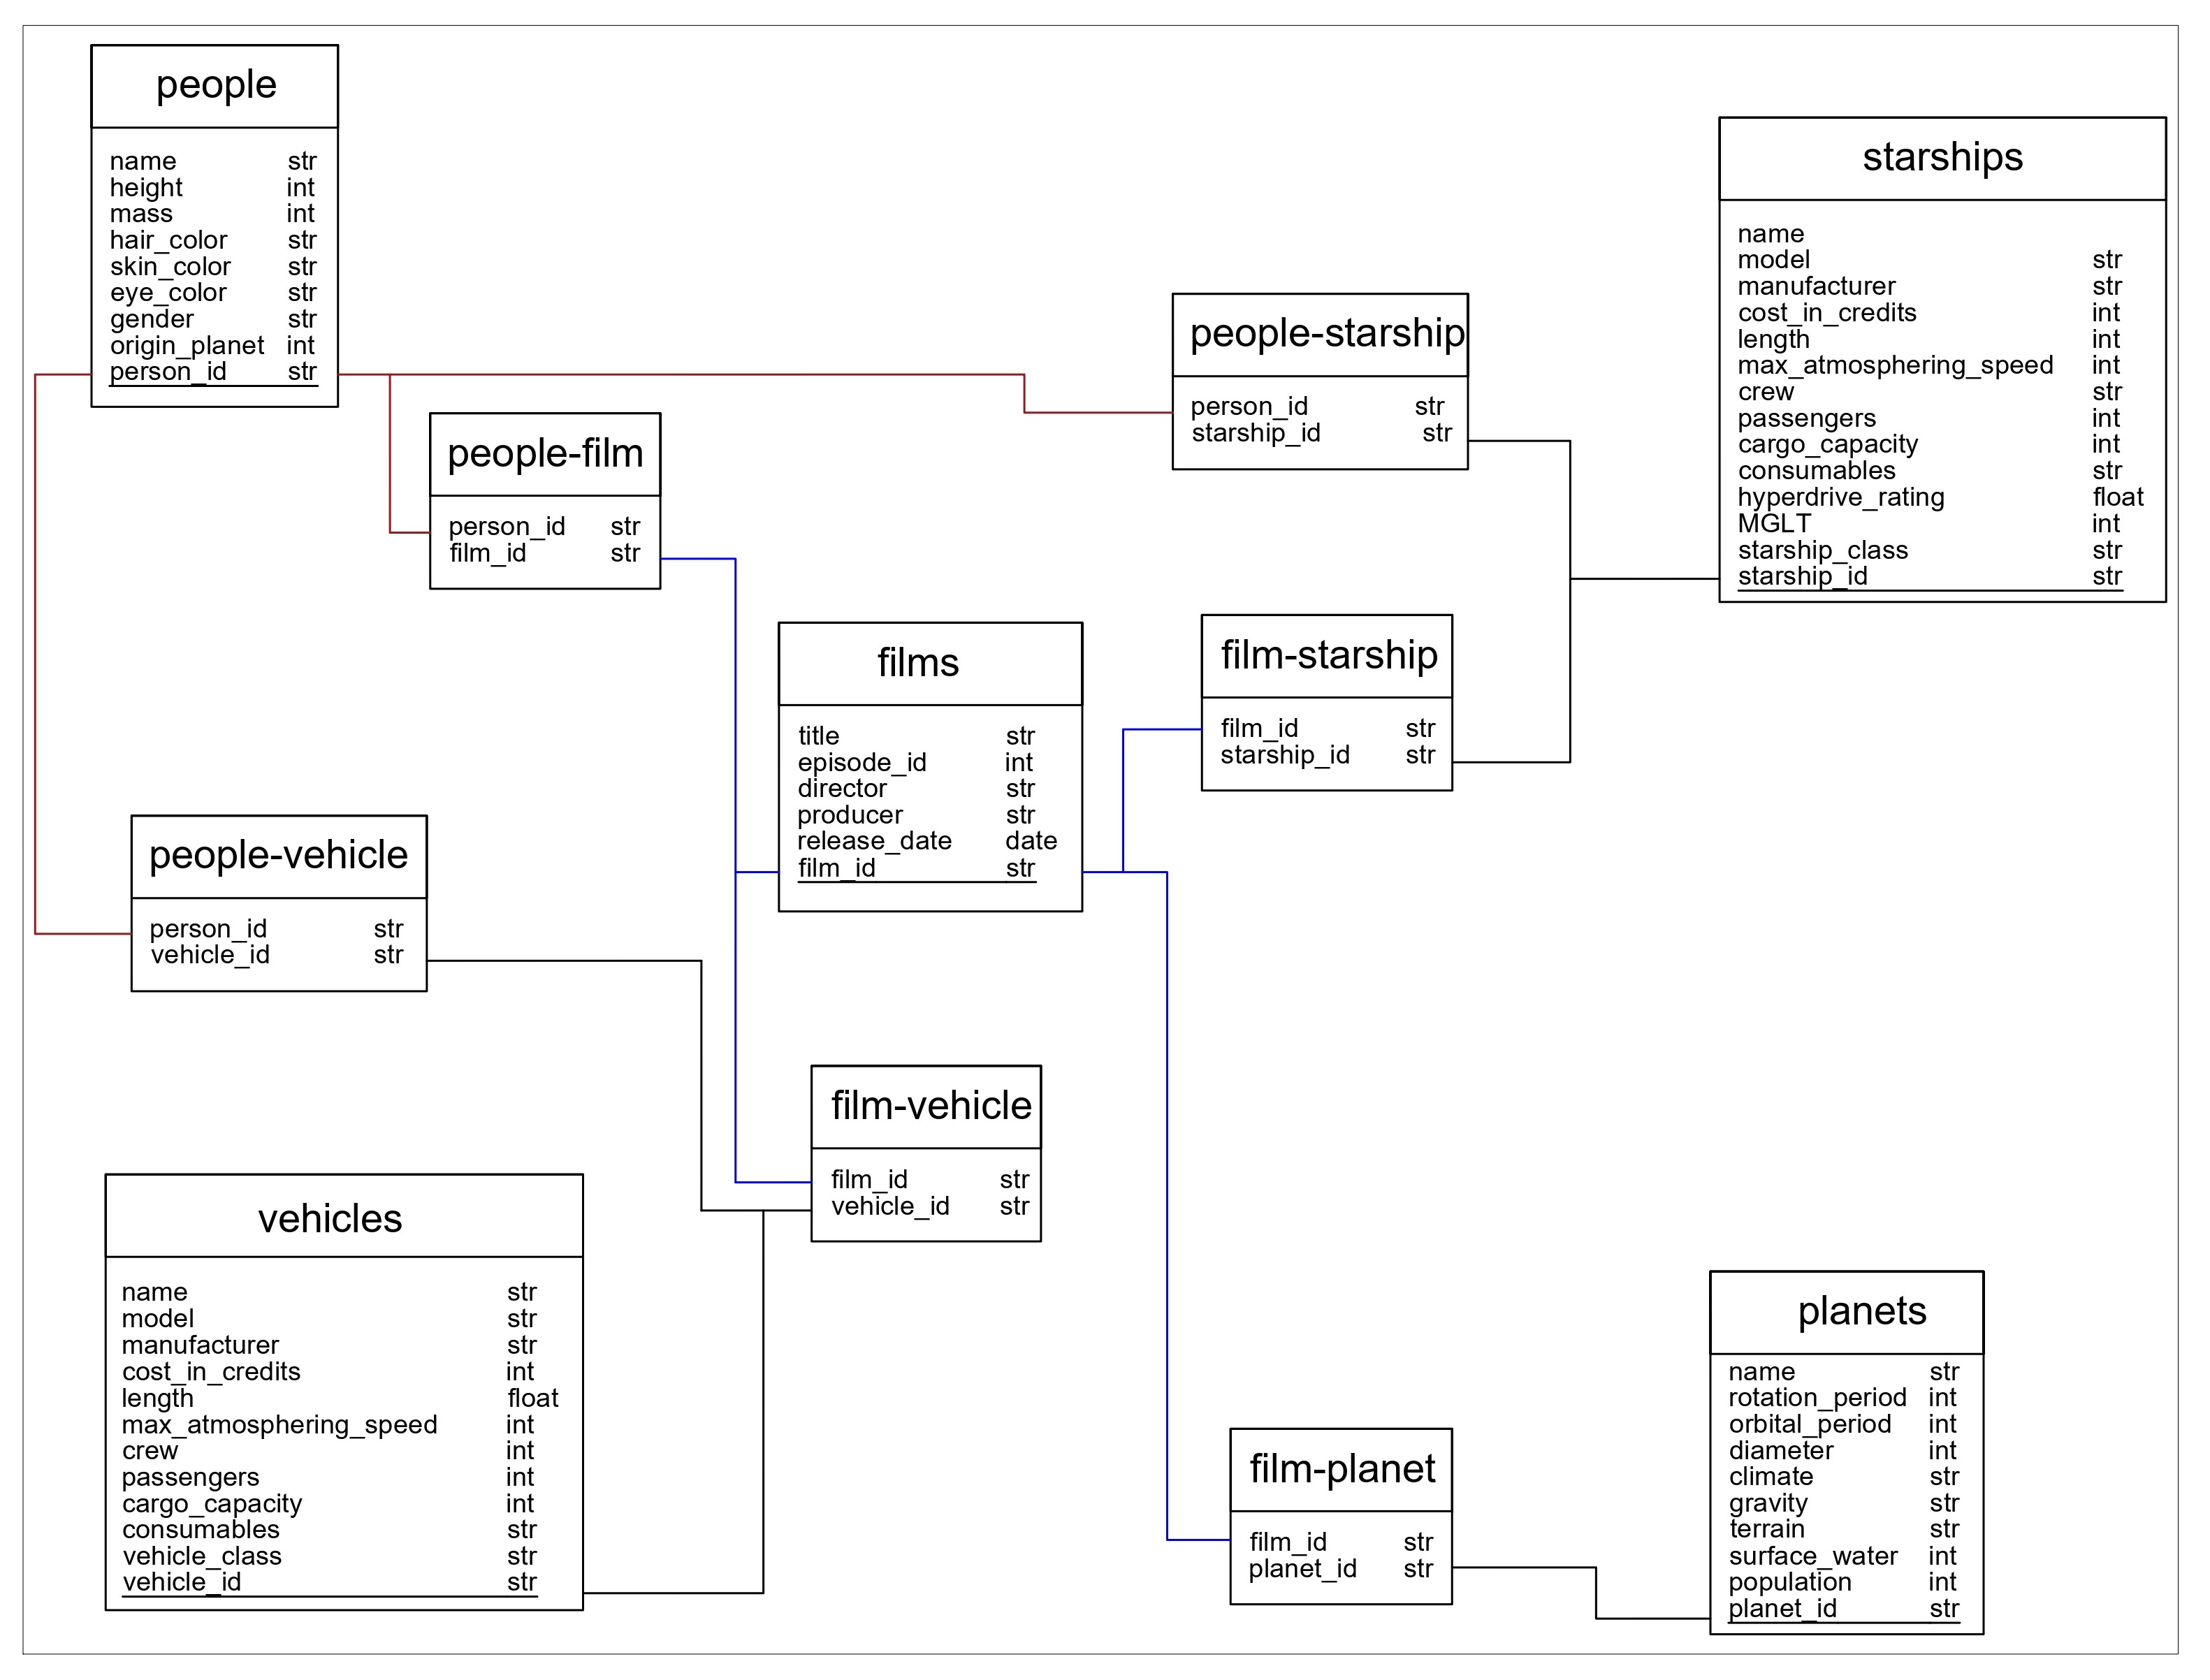 people
name str
height int
mass int
hair_color str
skin_color str
eye_color str
gender str
origin_planet int
person_id str
starships
name
model str
manufacturer str
cost_in_credits int
length int
max_atmosphering_speed int
crew str
passengers int
cargo_capacity int
consumables str
hyperdrive_rating float
MGLT int
starship_class str
starship_id str
people-starship
person_id str
starship_id str
people-film
person_id str
film_id str
films
title str
episode_id int
director str
producer str
release_date date
film_id str
film-starship
film_id str
starship_id str
people-vehicle
person_id str
vehicle_id str
film-vehicle
film_id str
vehicle_id str
vehicles
name str
model str
manufacturer str
cost_in_credits int
length float
max_atmosphering_speed int
crew int
passengers int
cargo_capacity int
consumables str
vehicle_class str
vehicle_id str
film-planet
film_id str
planet_id str
planets
name str
rotation_period int
orbital_period int
diameter int
climate str
gravity str
terrain str
surface_water int
population int
planet_id str